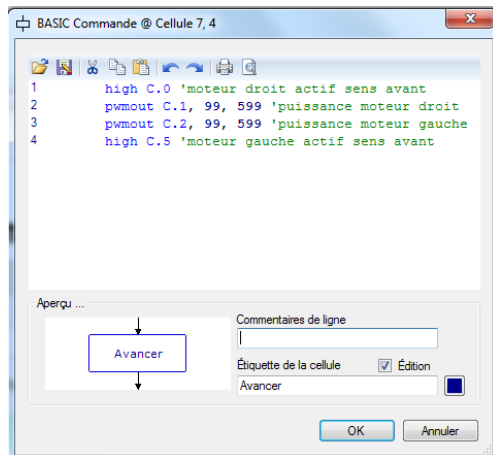 BASIC Commande @ Cellule 7, 4
1 high C.0 'moteur droit actif sens avant
2 pwmout C.1, 99, 599 'puissance moteur droit
3 pwmout C.2, 99, 599 'puissance moteur gauche
4 high C.5 'moteur gauche actif sens avant
Aperçu ...
Commentaires de ligne
Avancer
Étiquette de la cellule Édition
Avancer
OK Annuler